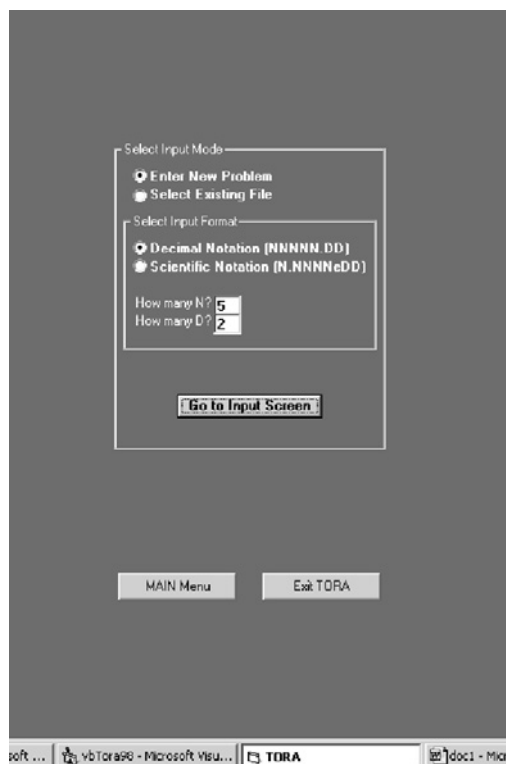 Select Input Mode
Enter New Problem
Select Existing File
Select Input Format
Decimal Notation (NNNNN.DD)
Scientific Notation (N.NNNNeDD)
How many N? 5
How many D? 2
Go to Input Screen
MAIN Menu Exit TORA
soft ... vbTora98 - Microsoft Visu... TORA doc1 - Mic